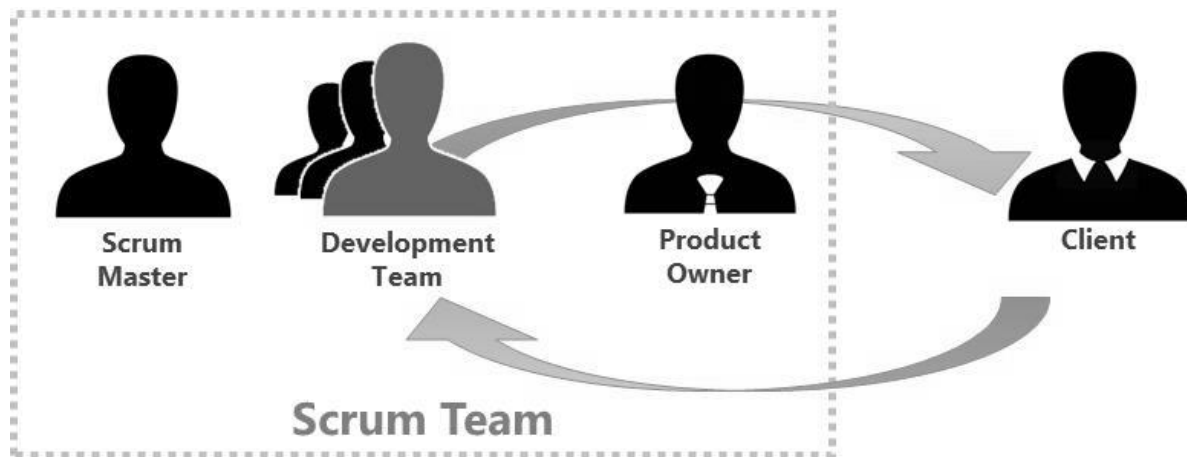 Scrum
Master
Development
Team
Product
Owner
Client
Scrum Team